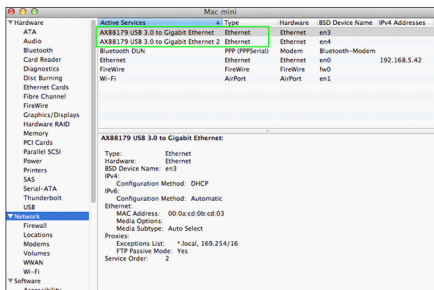 Mac mini
Hardware
ATA
Audio
Bluetooth
Camera
Card Reader
Diagnostics
Disc Burning
Ethernet Cards
Fibre Channel
FireWire
Graphics/Displays
Hardware RAID
Memory
PCI Cards
Parallel SCSI
Power
Printers
SAS
Serial-ATA
Thunderbolt
USB
Network
Firewall
Locations
Modems
Volumes
WWAN
Wi-Fi
Software
Active Services Type Hardware BSD Device Name IPv4 Addresses
AX88179 USB 3.0 to Gigabit Ethernet Ethernet Ethernet en3
AX88179 USB 3.0 to Gigabit Ethernet 2 Ethernet Ethernet en4
Bluetooth DUN PPP (PPPSerial) Modem Bluetooth-Modem
Ethernet Ethernet Ethernet en0 192.168.5.42
FireWire FireWire FireWire fw0
Wi-Fi AirPort AirPort en1
AX88179 USB 3.0 to Gigabit Ethernet:
Type: Ethernet
Hardware: Ethernet
BSD Device Name: en3
IPv4:
Configuration Method: DHCP
IPv6:
Configuration Method: Automatic
Ethernet:
MAC Address: 00:0a:cd:0b:cd:03
Media Options:
Media Subtype: Auto Select
Proxies:
Exceptions List: *.local, 169.254/16
FTP Passive Mode: Yes
Service Order: 2